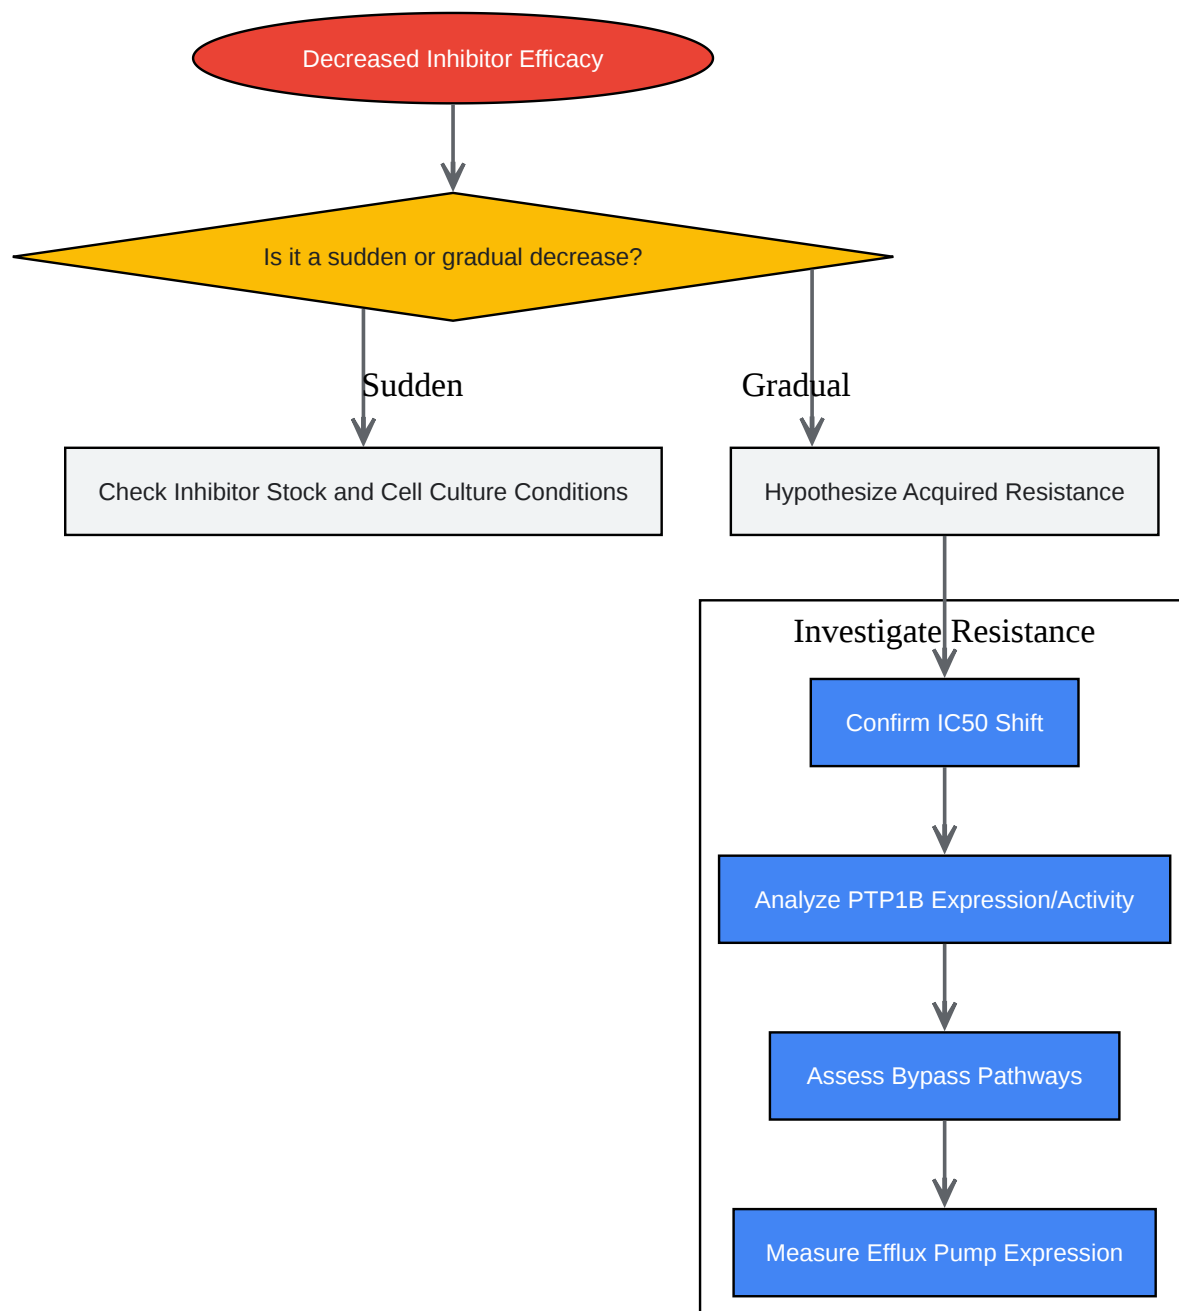 Decreased Inhibitor Efficacy
Is it a sudden or gradual decrease?
Sudden
Gradual
Check Inhibitor Stock and Cell Culture Conditions
Hypothesize Acquired Resistance
Investigate Resistance
Confirm IC50 Shift
Analyze PTP1B Expression/Activity
Assess Bypass Pathways
Measure Efflux Pump Expression